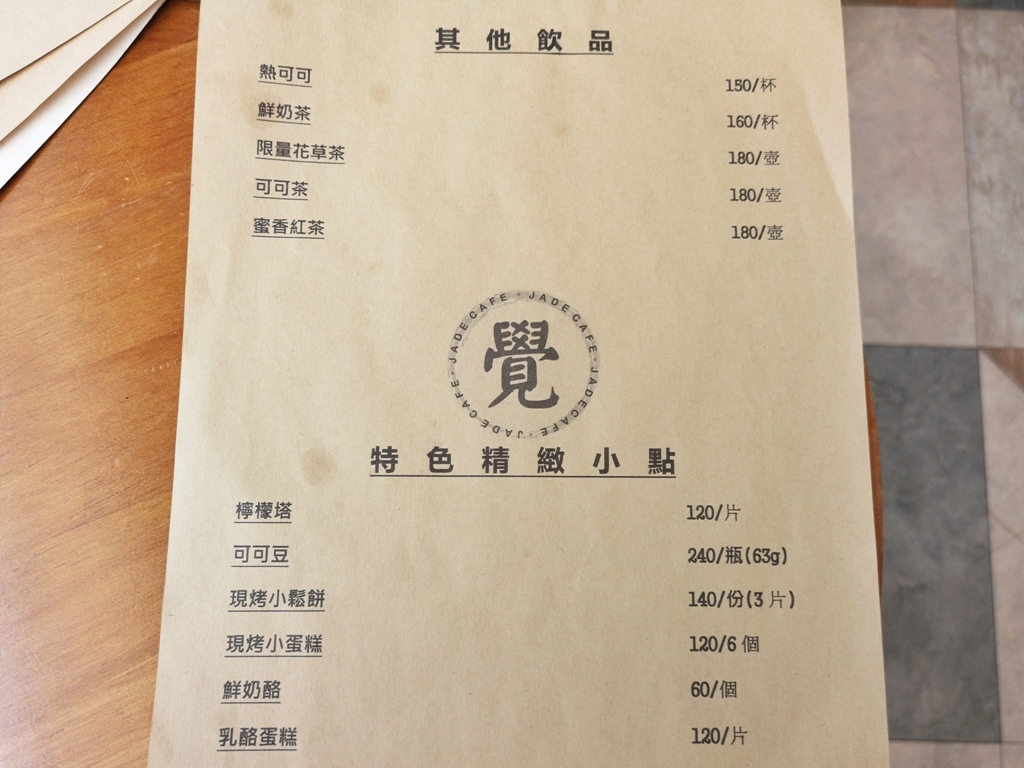 其他飲品
熱可可 150/杯
鮮奶茶 160/杯
限量花草茶 180/壺
可可茶 180/壺
蜜香紅茶 180/壺
JADE CAFE · JADE CAFE · JADE CAFE · JADE CAFE ·
覺
特色精緻小點
檸檬塔 120/片
可可豆 240/瓶(63g)
現烤小鬆餅 140/份(3 片)
現烤小蛋糕 120/6 個
鮮奶酪 60/個
乳酪蛋糕 120/片